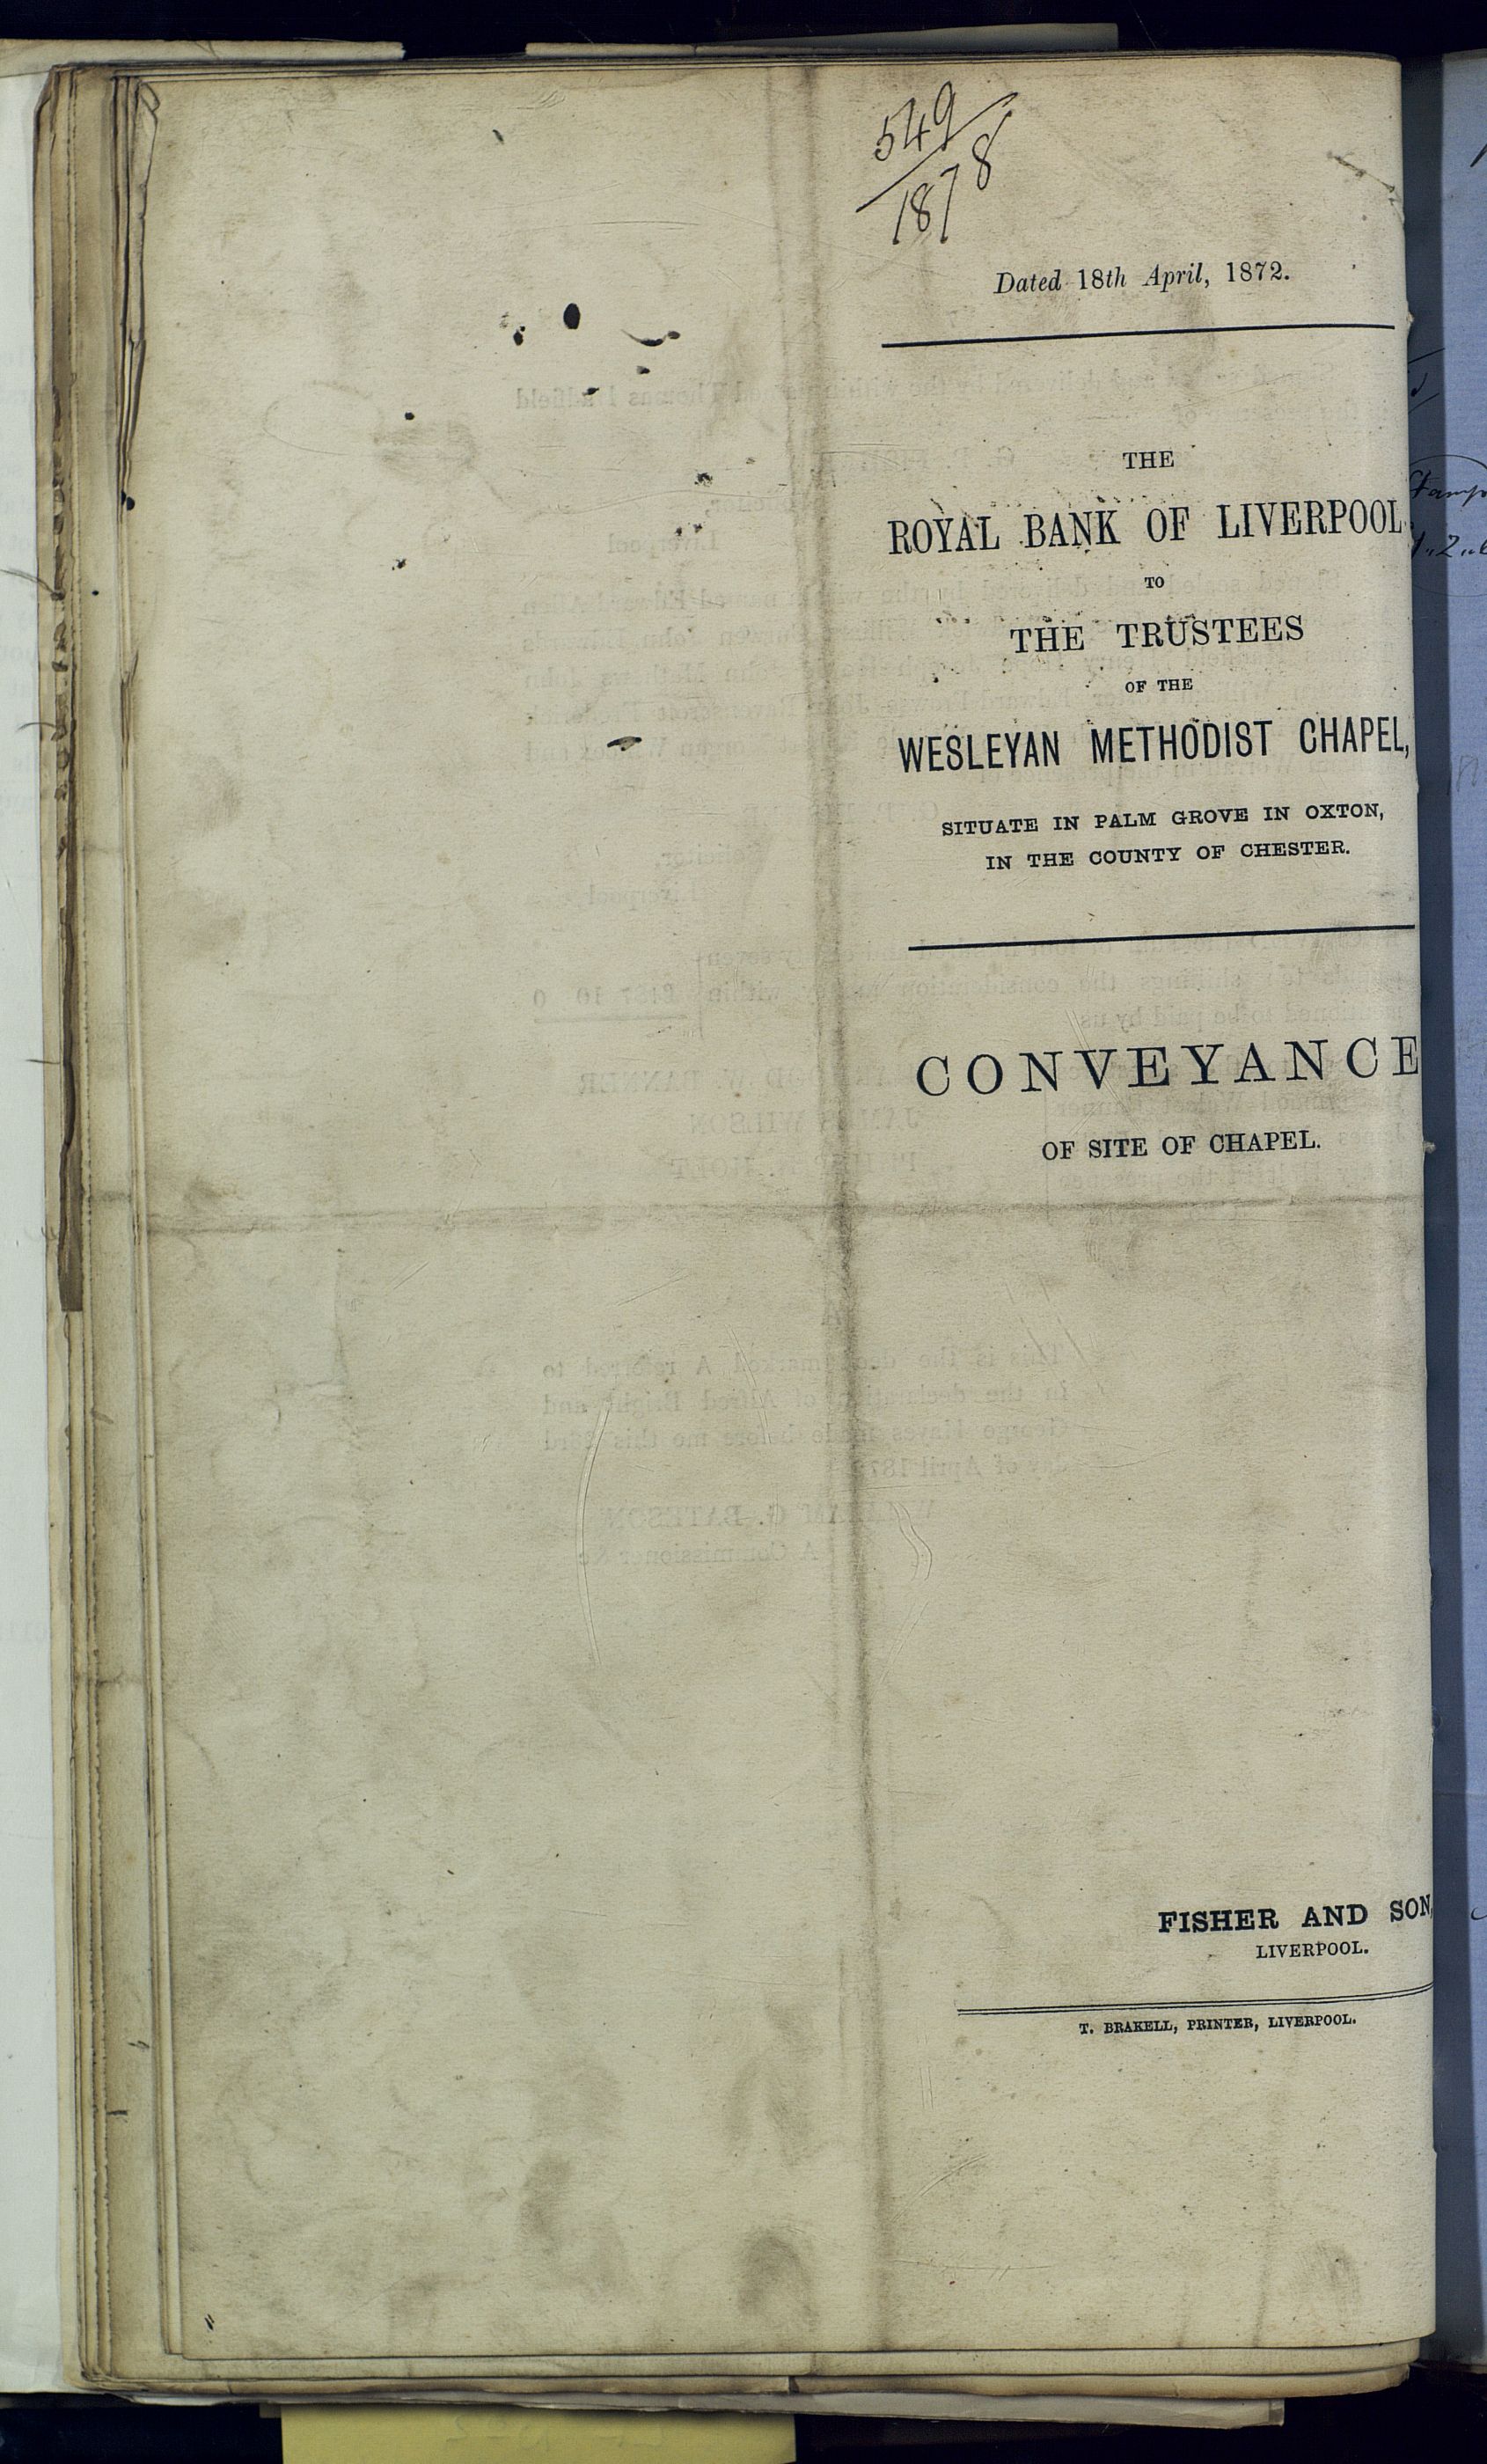 549
1878
Dated 18th April, 1872.
THE
ROYAL BANK OF LIVERPOOL
TO
THE TRUSTEES
OF THE
WESLEYAN METHODIST CHAPEL,
SITUATE IN PALM GROVE IN OXTON,
IN THE COUNTY OF CHESTER.
CONVEYANCE
OF SITE OF CHAPEL.
FISHER AND SON,
LIVERPOOL.
T. BRAKELL, PRINTER, LIVERPOOL.